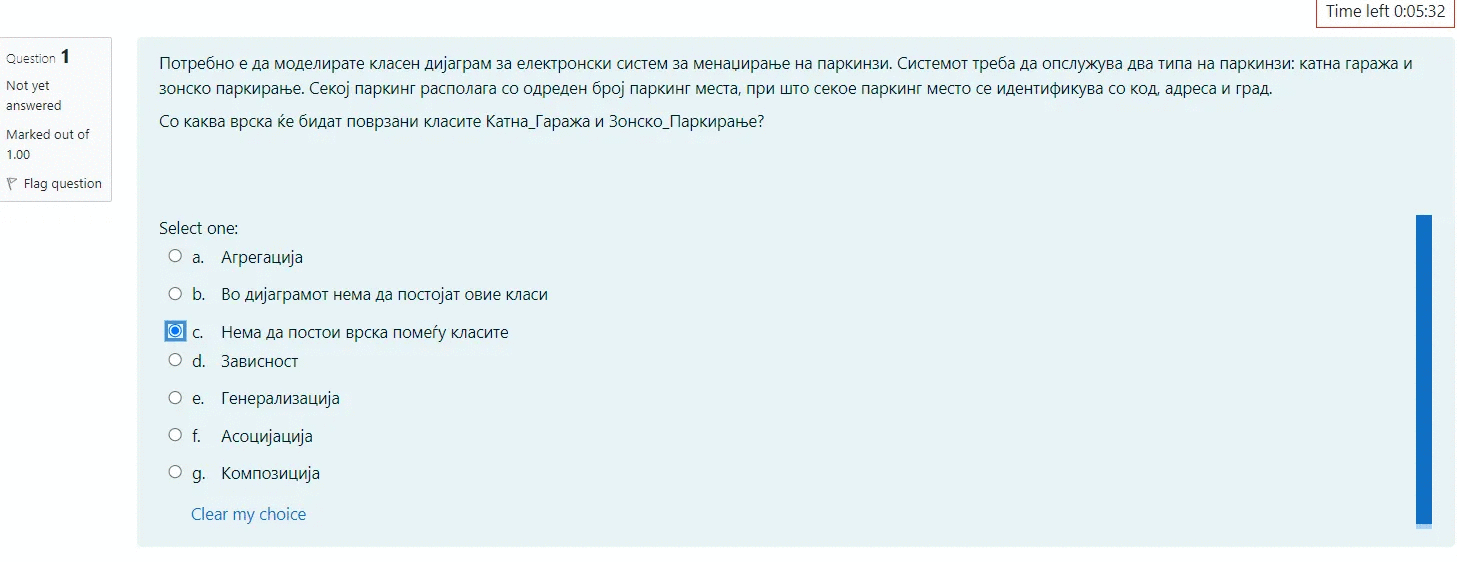 Time left 0:05:32
Question 1
Not yet
answered
Marked out of
1.00
Flag question
Потребно е да моделирате класен дијаграм за електронски систем за менаџирање на паркинзи. Системот треба да опслужува два типа на паркинзи: катна гаража и
зонско паркирање. Секој паркинг располага со одреден број паркинг места, при што секое паркинг место се идентификува со код, адреса и град.
Со каква врска ќе бидат поврзани класите Катна_Гаража и Зонско_Паркирање?
Select one:
a. Агрегација
b. Во дијаграмот нема да постојат овие класи
c. Нема да постои врска помеѓу класите
d. Зависност
e. Генерализација
f. Асоцијација
g. Композиција
Clear my choice